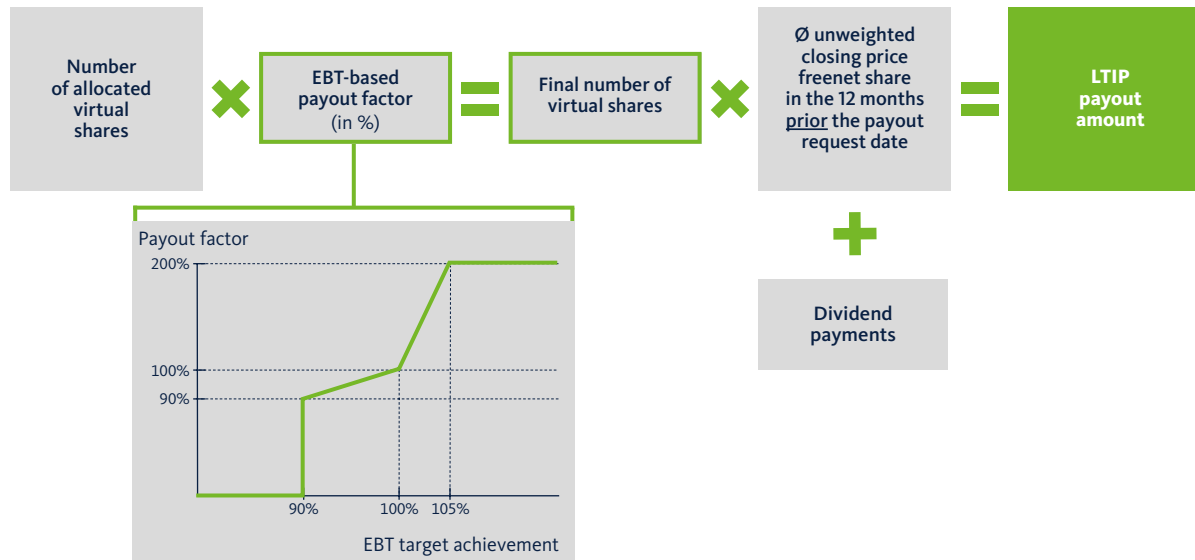 Number
of allocated
virtual
shares
EBT-based
payout factor
(in %)
Final number of
virtual shares
Ø unweighted
closing price
freenet share
in the 12 months
prior the payout
request date
LTIP
payout
amount
Dividend
payments
Payout factor
200%
100%
90%
90%
100%
105%
EBT target achievement